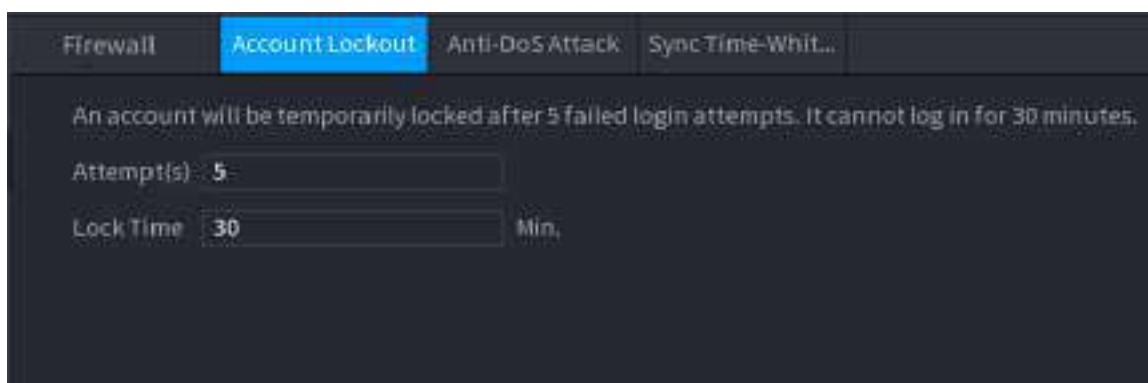 Firewall Account Lockout Anti-DoS Attack Sync Time-Whit...
An account will be temporarily locked after 5 failed login attempts. It cannot log in for 30 minutes.
Attempt(s) 5
Lock Time 30 Min.